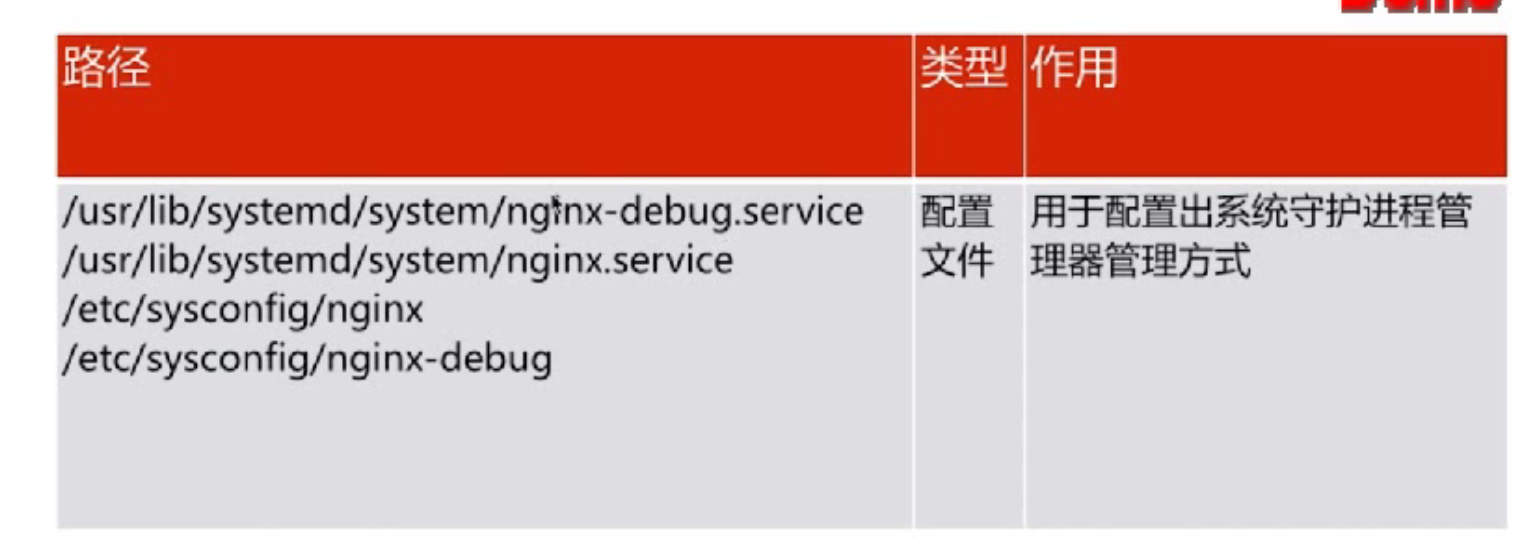 路径
类型
作用
/usr/lib/systemd/system/nginx-debug.service
/usr/lib/systemd/system/nginx.service
/etc/sysconfig/nginx
/etc/sysconfig/nginx-debug
配置
文件
用于配置出系统守护进程管
理器管理方式